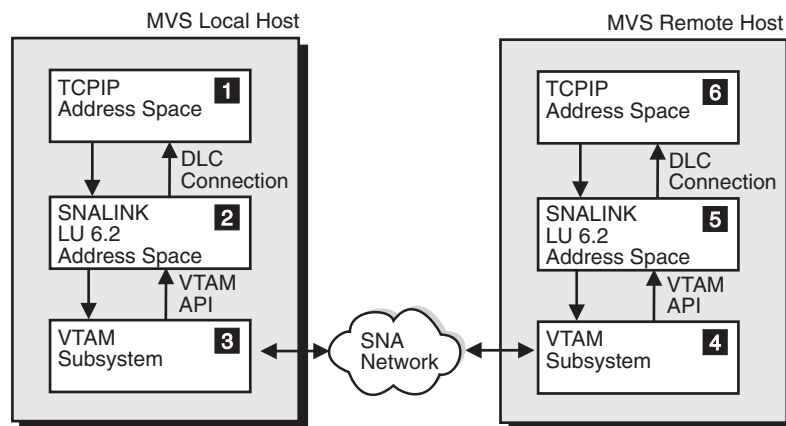 MVS Local Host
TCPIP
Address Space
1
DLC
Connection
SNALINK
LU 6.2
Address Space
2
VTAM
API
VTAM
Subsystem
3
SNA
Network
MVS Remote Host
TCPIP
Address Space
6
DLC
Connection
SNALINK
LU 6.2
Address Space
5
VTAM
API
VTAM
Subsystem
4